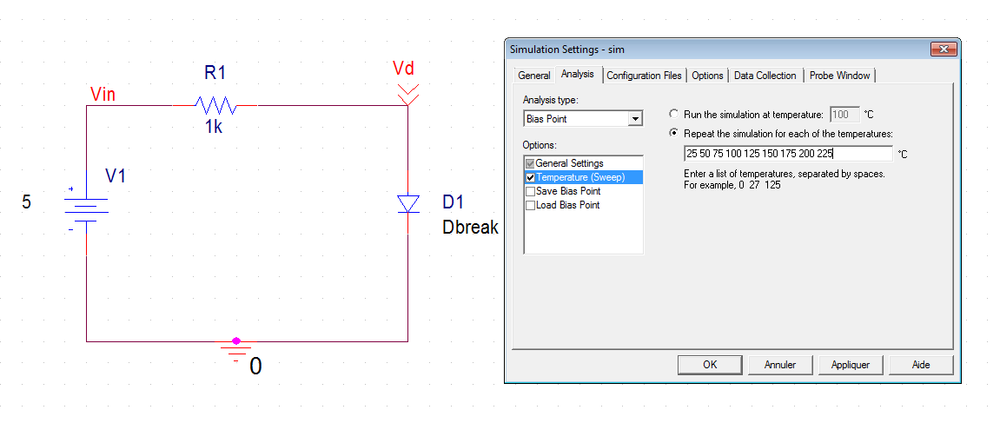 R1
Vd
Vin
1k
V1
+
5
-
D1
Dbreak
0
Simulation Settings - sim
General Analysis Configuration Files Options Data Collection Probe Window
Analysis type:
Bias Point
Options:
General Settings
Temperature (Sweep)
Save Bias Point
Load Bias Point
Run the simulation at temperature: 100 °C
Repeat the simulation for each of the temperatures:
25 50 75 100 125 150 175 200 225 °C
Enter a list of temperatures, separated by spaces.
For example, 0 27 125
OK Annuler Appliquer Aide